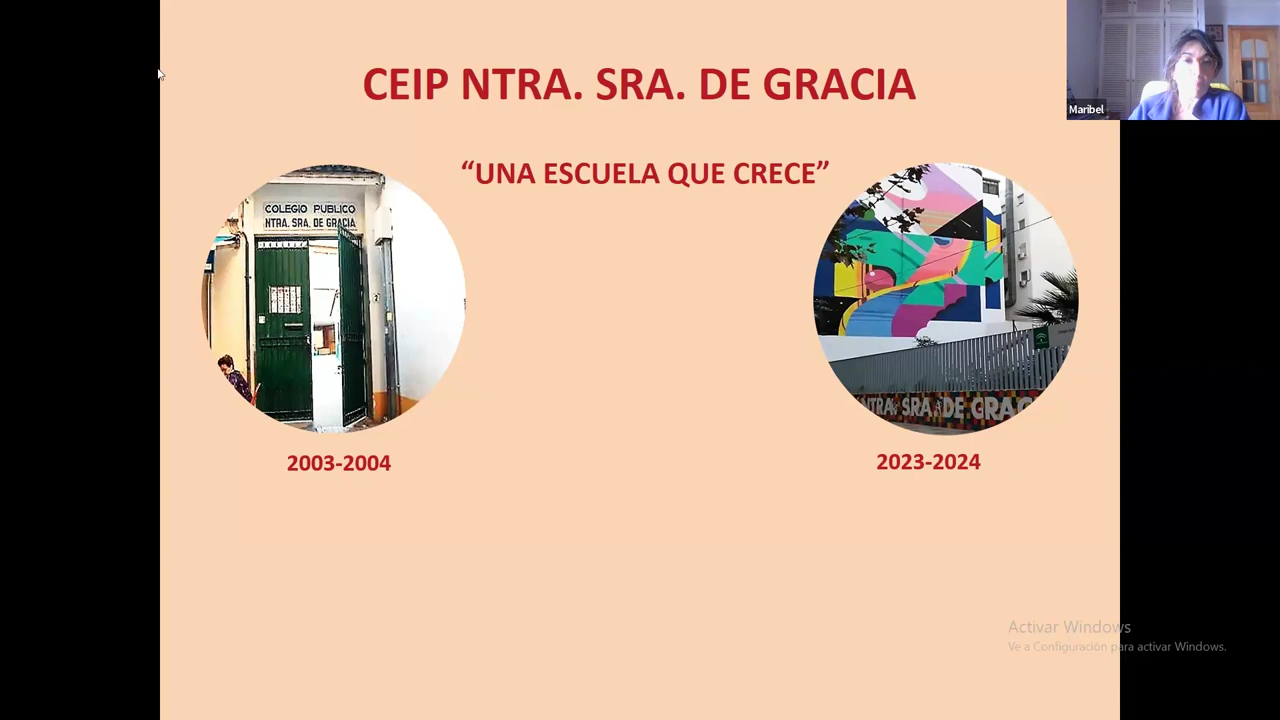 CEIP NTRA. SRA. DE GRACIA
Maribel
“UNA ESCUELA QUE CRECE”
COLEGIO PUBLICO
NTRA. SRA. DE GRACIA
NTRA. SRA. DE GRAC
2003-2004
2023-2024
Activar Windows
Ve a Configuración para activar Windows.